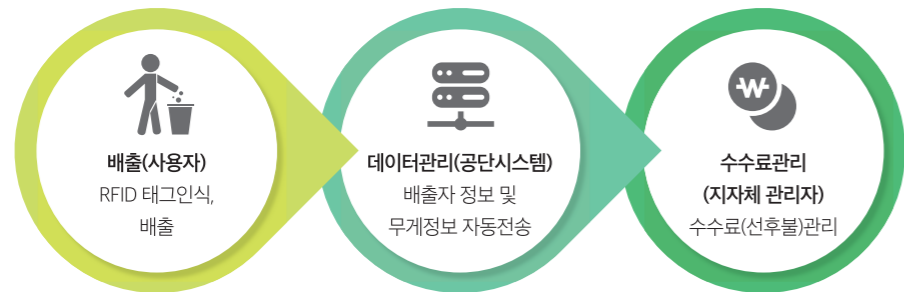 배출(사용자)
RFID 태그인식,
배출
데이터관리(공단시스템)
배출자 정보 및
무게정보 자동전송
₩
수수료관리
(지자체 관리자)
수수료(선후불)관리